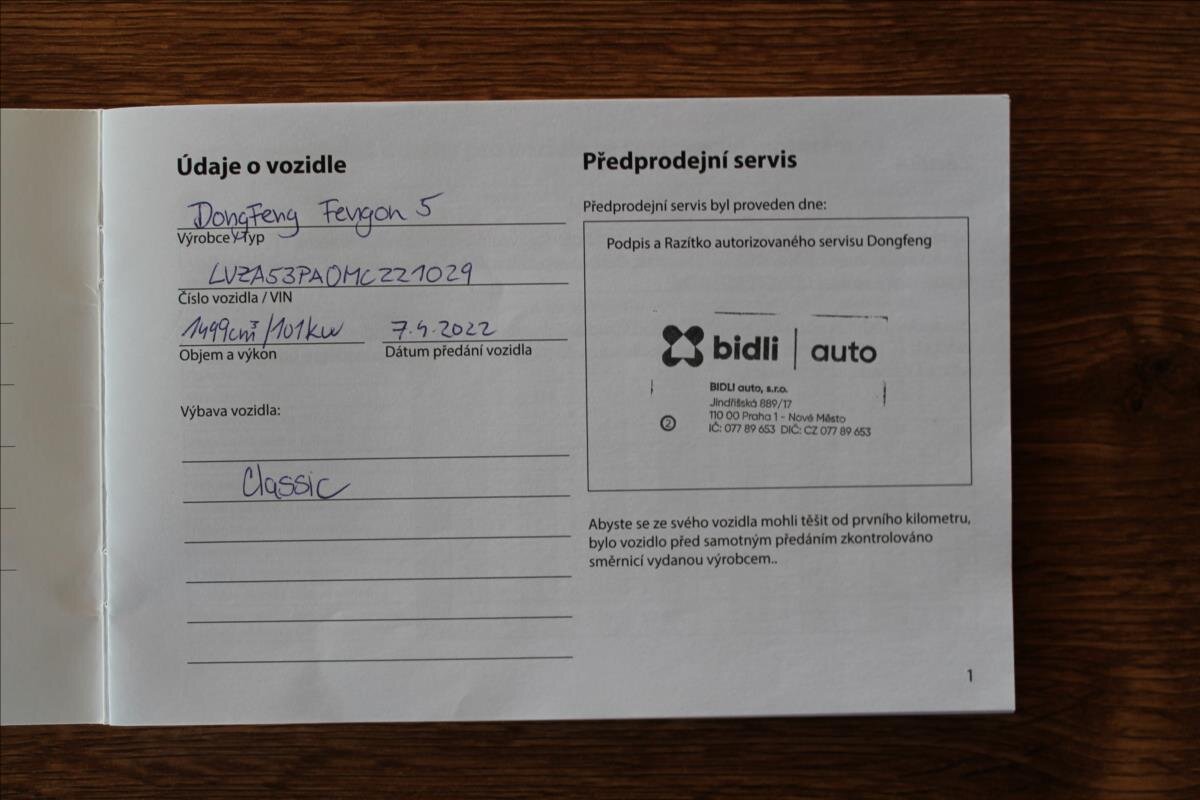 Údaje o vozidle
DongFeng Fengon 5
Výrobce / Typ
LVZA53PA0MC221029
Číslo vozidla / VIN
1499cm³/101kw 7.4.2022
Objem a výkon Dátum předání vozidla
Výbava vozidla:
Classic
Předprodejní servis
Předprodejní servis byl proveden dne:
Podpis a Razítko autorizovaného servisu Dongfeng
bidli | auto
BIDLI auto, s.r.o.
Jindřišská 889/17
110 00 Praha 1 - Nové Město
IČ: 077 89 653 DIČ: CZ 077 89 653
2
Abyste se ze svého vozidla mohli těšit od prvního kilometru,
bylo vozidlo před samotným předáním zkontrolováno
směrnicí vydanou výrobcem..
1